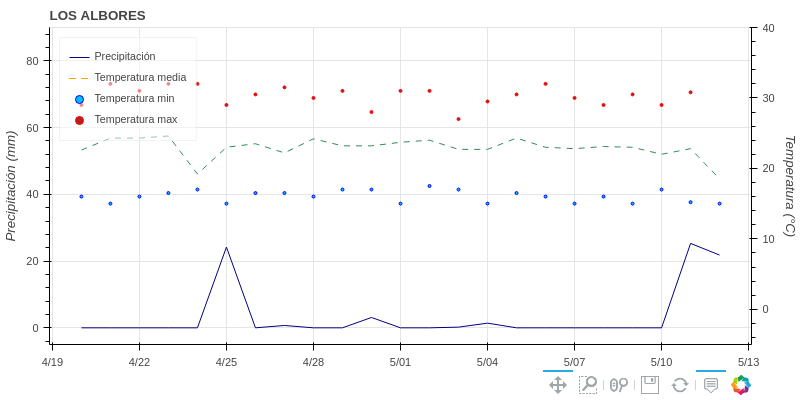 LOS ALBORES
Precipitación
Temperatura media
Temperatura min
Temperatura max
Precipitación (mm)
80
60
40
20
0
Temperatura (°C)
40
30
20
10
0
4/19 4/22 4/25 4/28 5/01 5/04 5/07 5/10 5/13